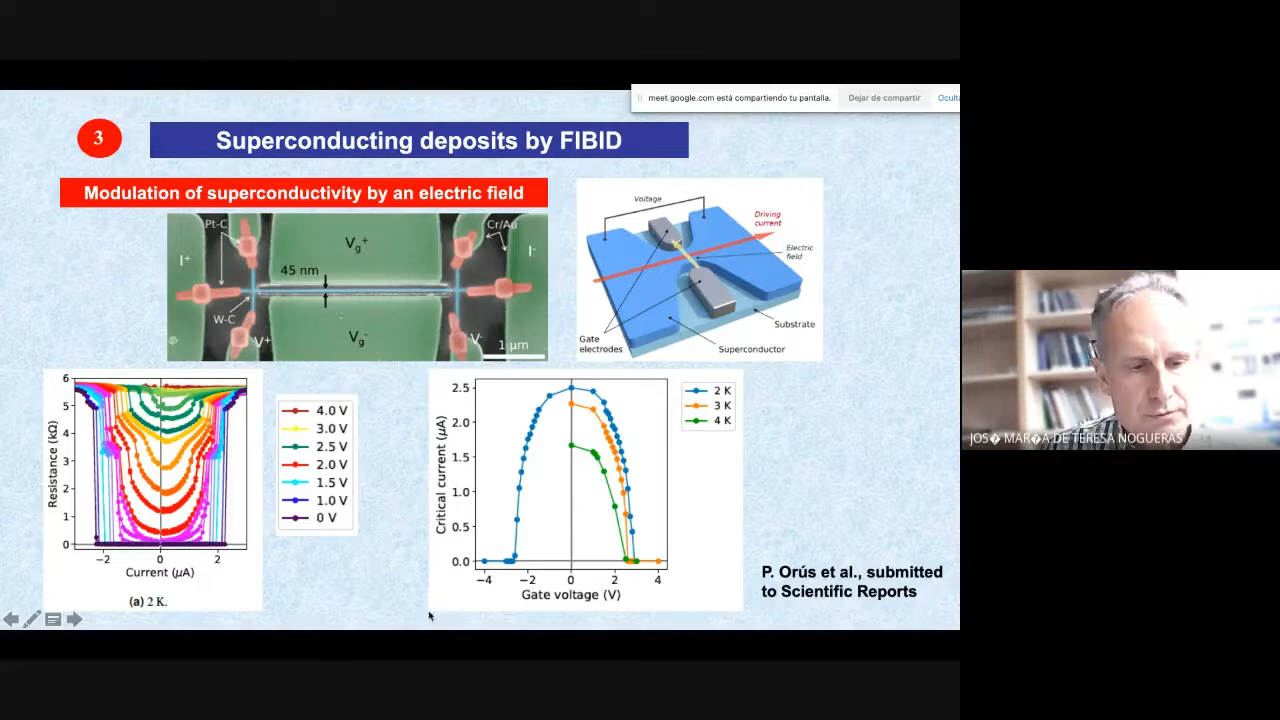 meet.google.com está compartiendo tu pantalla.
Dejar de compartir
Oculta
3
Superconducting deposits by FIBID
Modulation of superconductivity by an electric field
Pt-C
Cr/Au
Vg+
I+
I-
45 nm
W-C
V+
Vg-
V-
1 µm
Voltage
Driving
current
Electric
field
Gate
electrodes
Substrate
Superconductor
6
5
4
3
2
1
0
Resistance (kΩ)
−2
0
2
Current (µA)
(a) 2 K.
4.0 V
3.0 V
2.5 V
2.0 V
1.5 V
1.0 V
0 V
2.5
2.0
1.5
1.0
0.5
0.0
Critical current (µA)
−4
−2
0
2
4
Gate voltage (V)
2 K
3 K
4 K
P. Orús et al., submitted
to Scientific Reports
JOS� MAR�A DE TERESA NOGUERAS